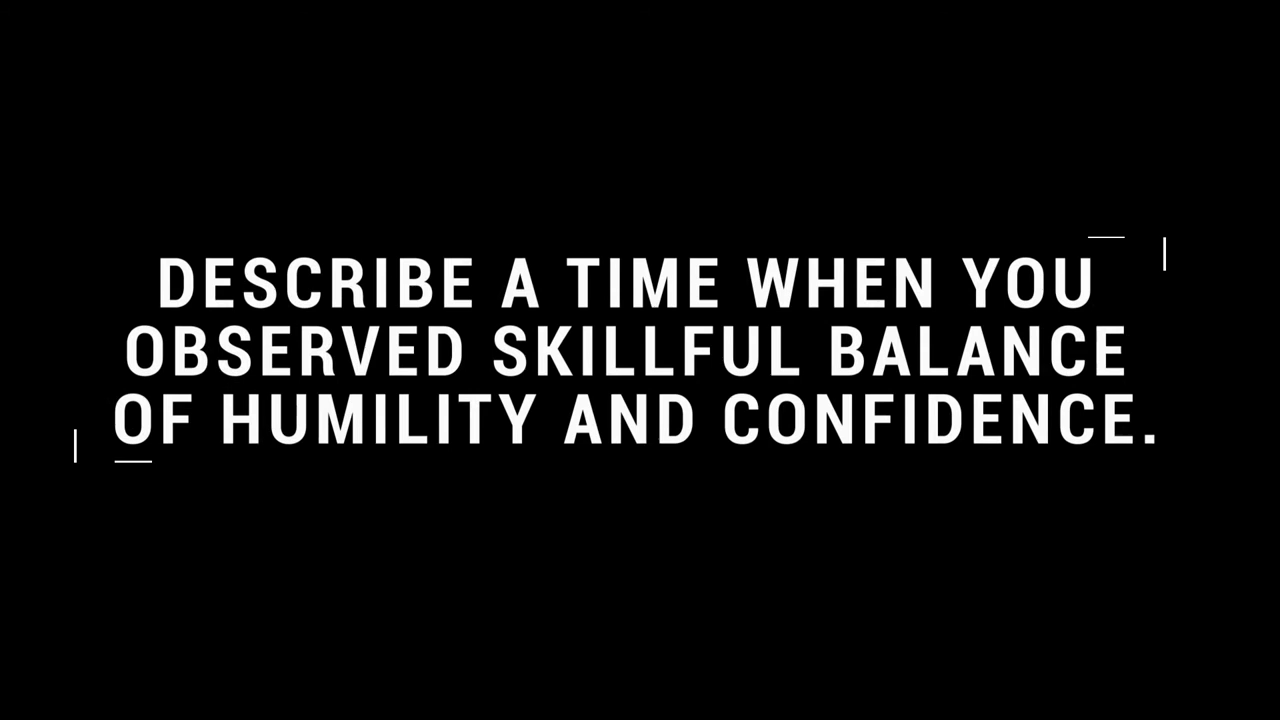 DESCRIBE A TIME WHEN YOU
OBSERVED SKILLFUL BALANCE
OF HUMILITY AND CONFIDENCE.